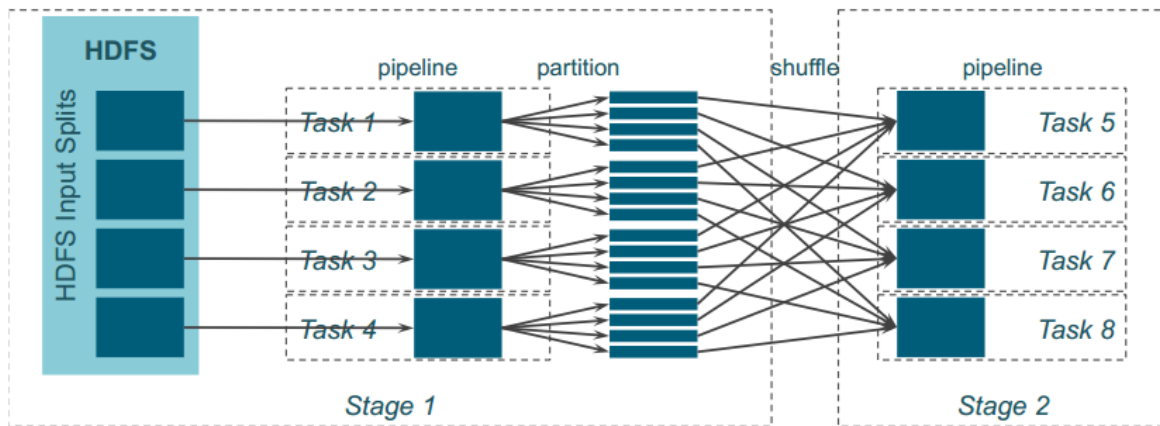 HDFS
HDFS Input Splits
pipeline
partition
shuffle
pipeline
Task 1
Task 2
Task 3
Task 4
Task 5
Task 6
Task 7
Task 8
Stage 1
Stage 2